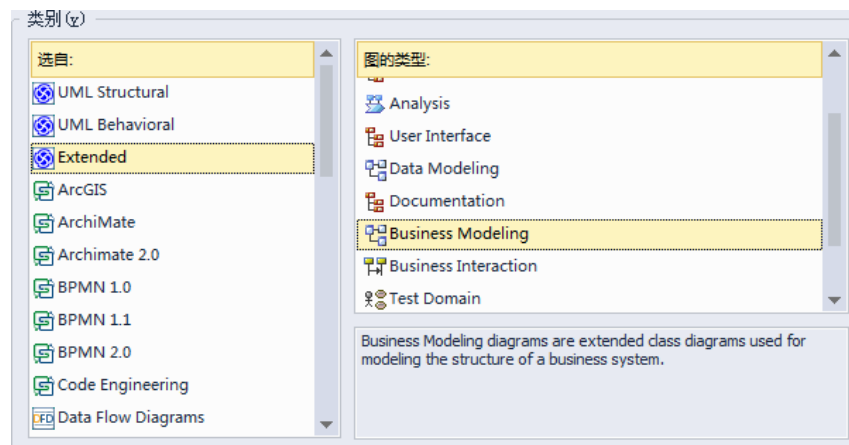 类别(y)
选自:
UML Structural
UML Behavioral
Extended
ArcGIS
ArchiMate
Archimate 2.0
BPMN 1.0
BPMN 1.1
BPMN 2.0
Code Engineering
DFD Data Flow Diagrams
图的类型:
Analysis
User Interface
Data Modeling
Documentation
Business Modeling
Business Interaction
Test Domain
Business Modeling diagrams are extended class diagrams used for
modeling the structure of a business system.